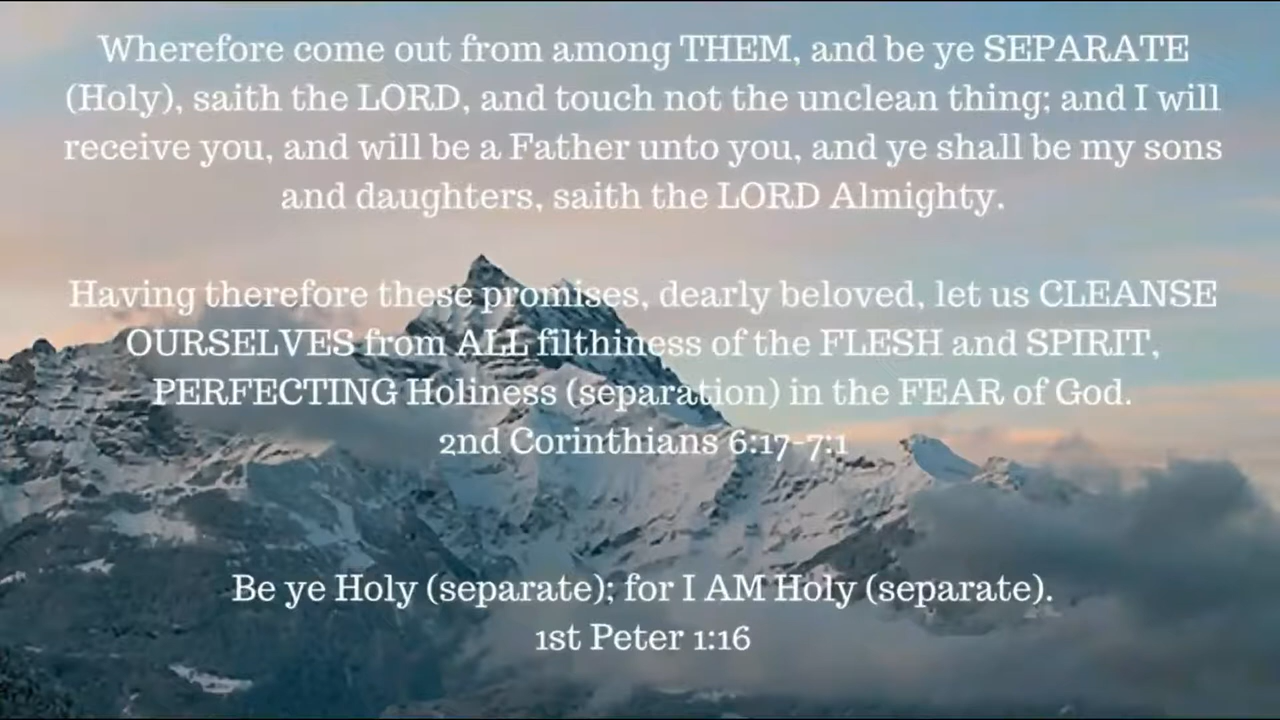 Wherefore come out from among THEM, and be ye SEPARATE
(Holy), saith the LORD, and touch not the unclean thing; and I will
receive you, and will be a Father unto you, and ye shall be my sons
and daughters, saith the LORD Almighty.
Having therefore these promises, dearly beloved, let us CLEANSE
OURSELVES from ALL filthiness of the FLESH and SPIRIT,
PERFECTING Holiness (separation) in the FEAR of God.
2nd Corinthians 6:17-7:1
Be ye Holy (separate); for I AM Holy (separate).
1st Peter 1:16